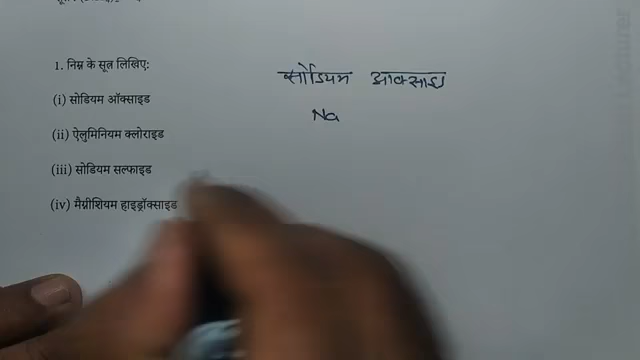 1. निम्न के सूत्र लिखिए:
(i) सोडियम ऑक्साइड
(ii) ऐलुमिनियम क्लोराइड
(iii) सोडियम सल्फाइड
(iv) मैग्नीशियम हाइड्रॉक्साइड
सोडियम आक्साइड
Na